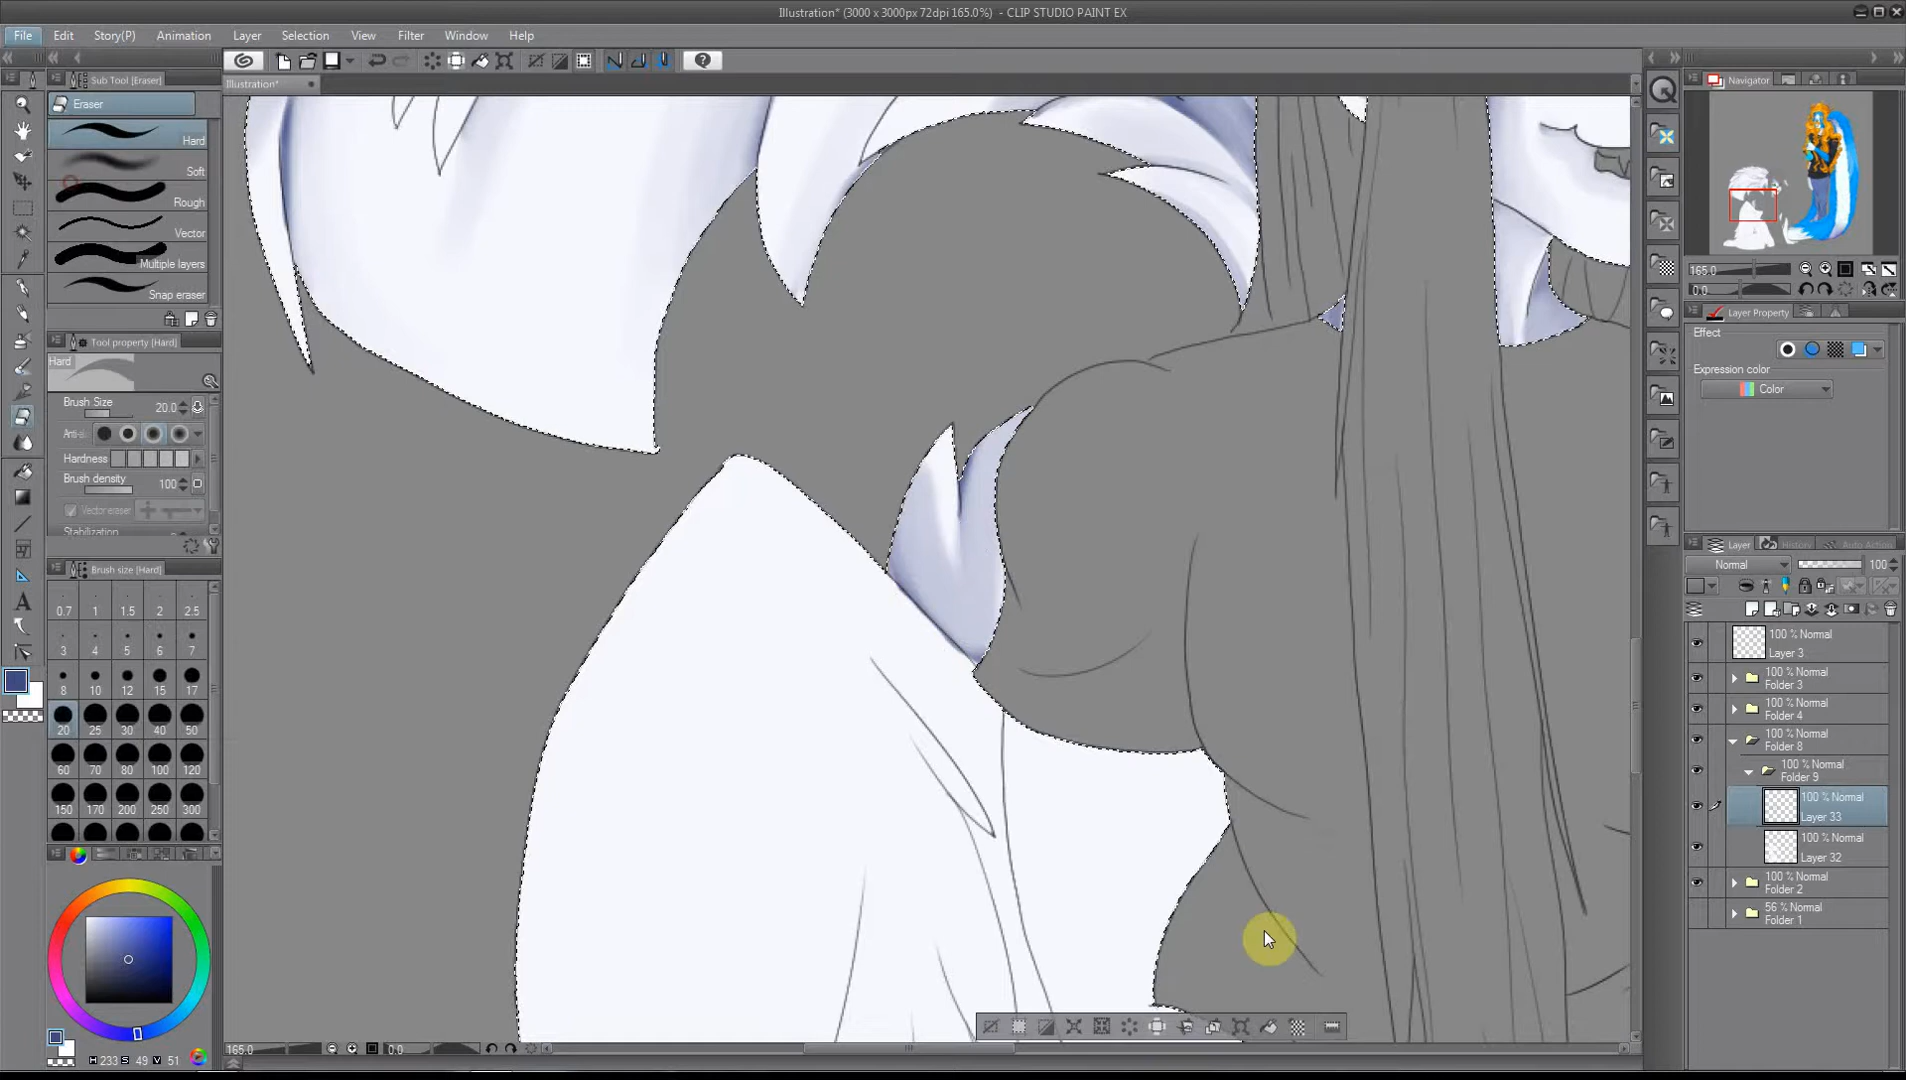 Illustration* (3000 x 3000px 72dpi 165.0%) - CLIP STUDIO PAINT EX
File Edit Story(P) Animation Layer Selection View Filter Window Help
Sub Tool [Eraser]
Illustration*
Eraser
Hard
Soft
Rough
Vector
Multiple layers
Snap eraser
Tool property [Hard]
Hard
Brush Size 20.0
Anti-a
Hardness
Brush density 100
Vector eraser
Stabilization
Brush size [Hard]
0.7 1 1.5 2 2.5
3 4 5 6 7
8 10 12 15 17
20 25 30 40 50
60 70 80 100 120
150 170 200 250 300
H 233 S 49 V 51
165.0 0.0
Navigator
165.0
0.0
Layer Property
Effect
Expression color
Color
Layer History Auto Action
Normal 100
100 % Normal
Layer 3
100 % Normal
Folder 3
100 % Normal
Folder 4
100 % Normal
Folder 8
100 % Normal
Folder 9
100 % Normal
Layer 33
100 % Normal
Layer 32
100 % Normal
Folder 2
56 % Normal
Folder 1